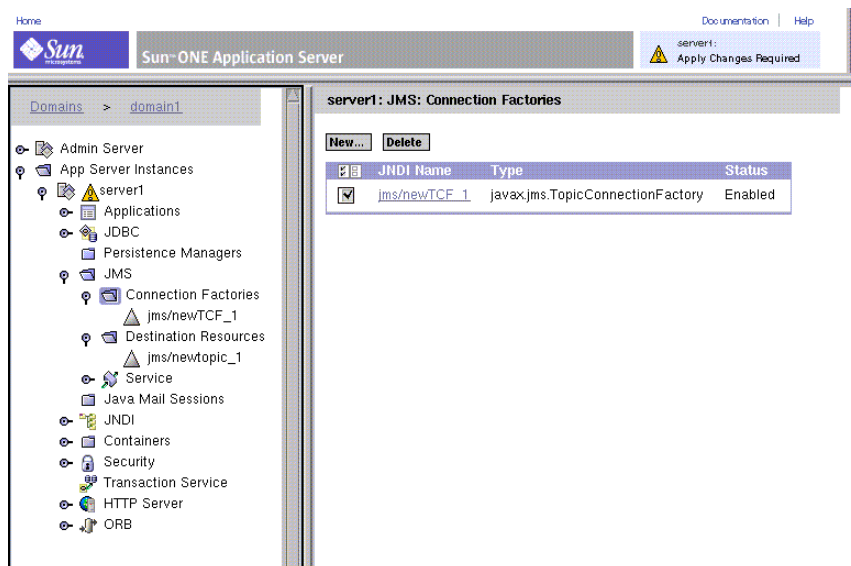 Home
Documentation | Help
Sun
microsystems
Sun™ ONE Application Server
server1:
Apply Changes Required
Domains > domain1
Admin Server
App Server Instances
server1
Applications
JDBC
Persistence Managers
JMS
Connection Factories
jms/newTCF_1
Destination Resources
jms/newtopic_1
Service
Java Mail Sessions
JNDI
Containers
Security
Transaction Service
HTTP Server
ORB
server1: JMS: Connection Factories
New... Delete
JNDI Name Type Status
jms/newTCF_1 javax.jms.TopicConnectionFactory Enabled